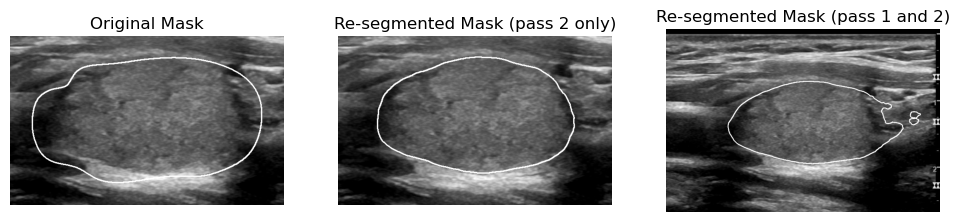 Original Mask
Re-segmented Mask (pass 2 only)
Re-segmented Mask (pass 1 and 2)